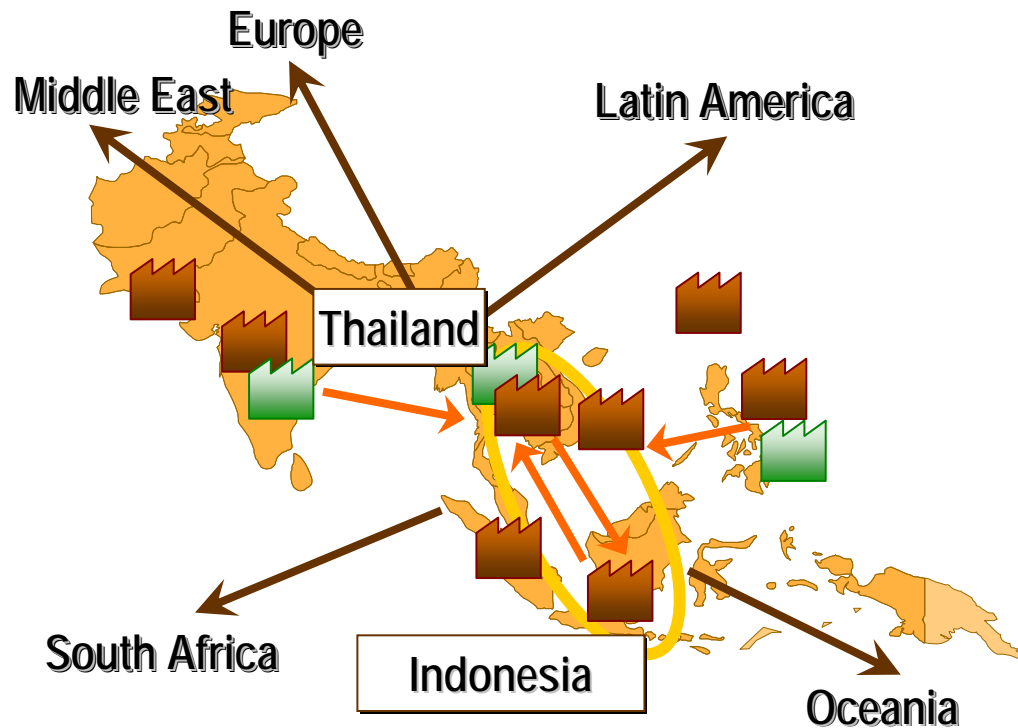 Europe
Middle East
Latin America
Thailand
South Africa
Indonesia
Oceania